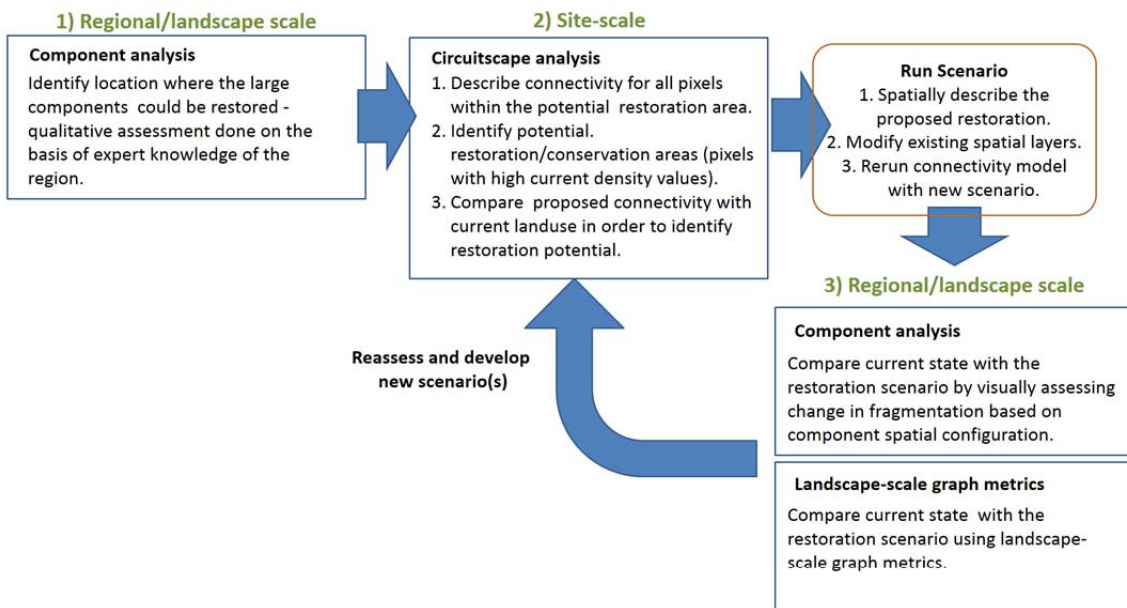 1) Regional/landscape scale
Component analysis
Identify location where the large
components could be restored -
qualitative assessment done on the
basis of expert knowledge of the
region.
2) Site-scale
Circuitscape analysis
1. Describe connectivity for all pixels
within the potential restoration area.
2. Identify potential.
restoration/conservation areas (pixels
with high current density values).
3. Compare proposed connectivity with
current landuse in order to identify
restoration potential.
Run Scenario
1. Spatially describe the
proposed restoration.
2. Modify existing spatial layers.
3. Rerun connectivity model
with new scenario.
3) Regional/landscape scale
Component analysis
Compare current state with the
restoration scenario by visually assessing
change in fragmentation based on
component spatial configuration.
Landscape-scale graph metrics
Compare current state with the
restoration scenario using landscape-
scale graph metrics.
Reassess and develop
new scenario(s)